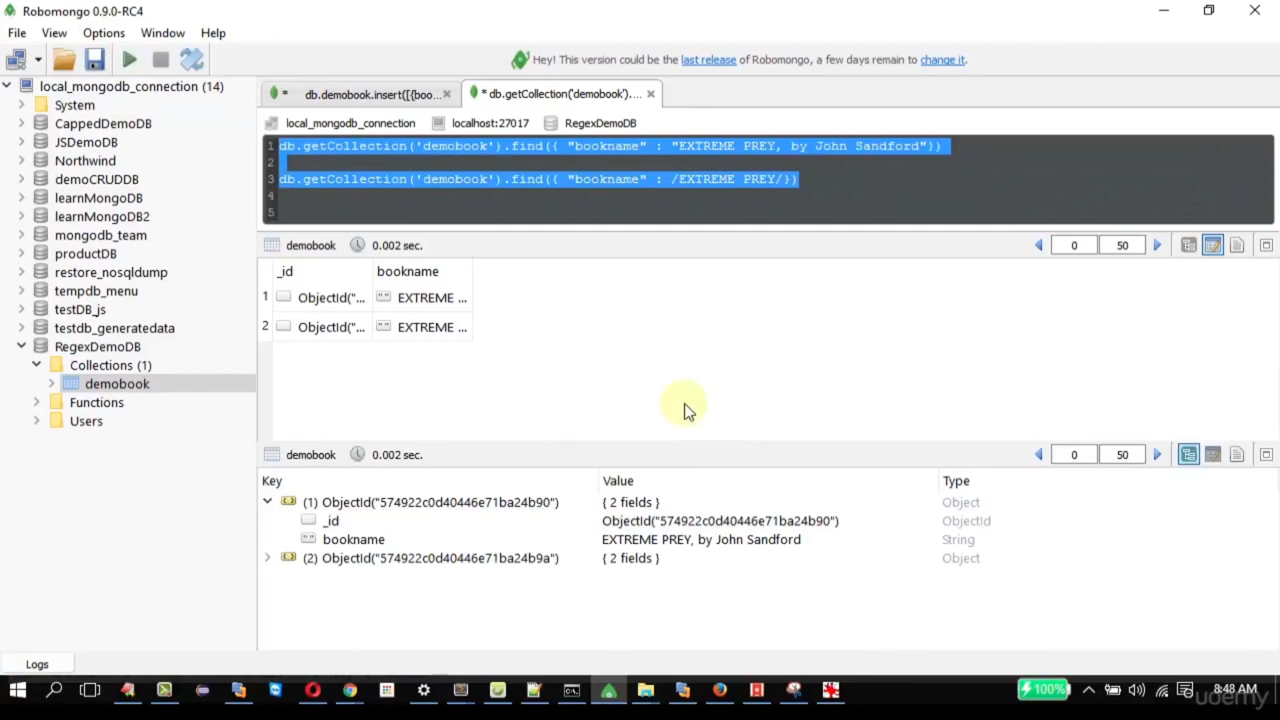 Robomongo 0.9.0-RC4
File View Options Window Help
Hey! This version could be the last release of Robomongo, a few days remain to change it.
local_mongodb_connection (14)
System
CappedDemoDB
JSDemoDB
Northwind
demoCRUDDB
learnMongoDB
learnMongoDB2
mongodb_team
productDB
restore_nosqldump
tempdb_menu
testDB_js
testdb_generatedata
RegexDemoDB
Collections (1)
demobook
Functions
Users
* db.demobook.insert([{boo... * db.getCollection('demobook')....
local_mongodb_connection localhost:27017 RegexDemoDB
1 db.getCollection('demobook').find({ "bookname" : "EXTREME PREY, by John Sandford"})
2
3 db.getCollection('demobook').find({ "bookname" : /EXTREME PREY/})
4
5
demobook 0.002 sec. 0 50
_id bookname
1 ObjectId("... EXTREME ...
2 ObjectId("... EXTREME ...
demobook 0.002 sec. 0 50
Key Value Type
(1) ObjectId("574922c0d40446e71ba24b90") { 2 fields } Object
_id ObjectId("574922c0d40446e71ba24b90") ObjectId
bookname EXTREME PREY, by John Sandford String
(2) ObjectId("574922c0d40446e71ba24b9a") { 2 fields } Object
Logs
100% 8:48 AM
udemy